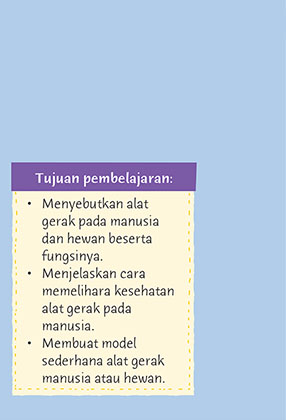 Tujuan pembelajaran:
• Menyebutkan alat
gerak pada manusia
dan hewan beserta
fungsinya.
• Menjelaskan cara
memelihara kesehatan
alat gerak pada
manusia.
• Membuat model
sederhana alat gerak
manusia atau hewan.